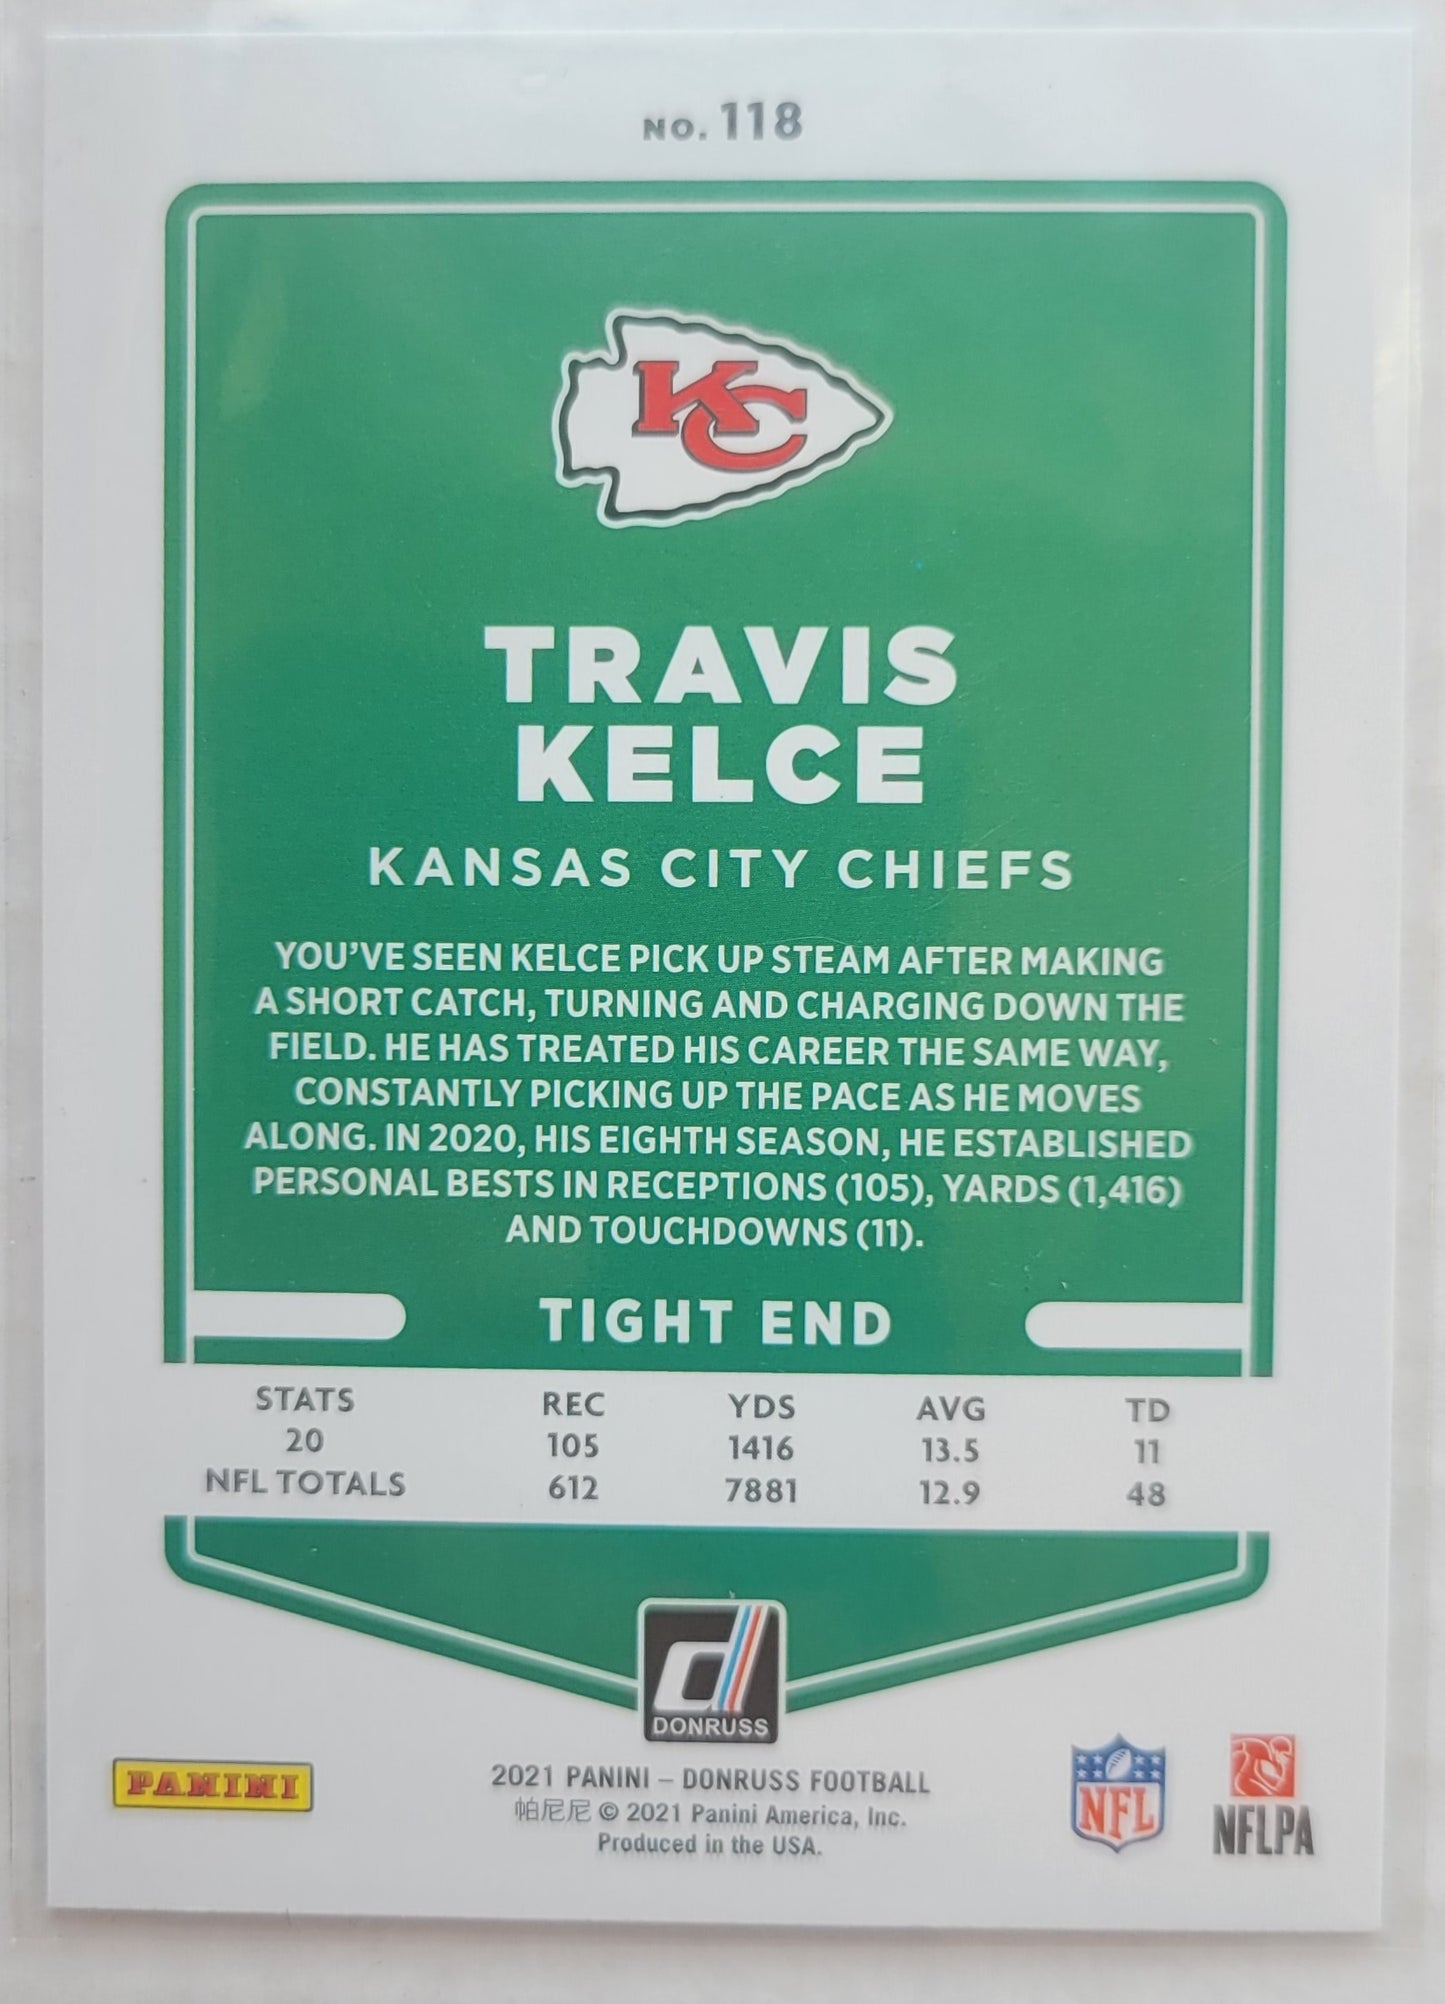 NO. 118
KC
TRAVIS
KELCE
KANSAS CITY CHIEFS
YOU'VE SEEN KELCE PICK UP STEAM AFTER MAKING
A SHORT CATCH, TURNING AND CHARGING DOWN THE
FIELD. HE HAS TREATED HIS CAREER THE SAME WAY,
CONSTANTLY PICKING UP THE PACE AS HE MOVES
ALONG. IN 2020, HIS EIGHTH SEASON, HE ESTABLISHED
PERSONAL BESTS IN RECEPTIONS (105), YARDS (1,416)
AND TOUCHDOWNS (11).
TIGHT END
STATS REC YDS AVG TD
20 105 1416 13.5 11
NFL TOTALS 612 7881 12.9 48
d
DONRUSS
PANINI
2021 PANINI – DONRUSS FOOTBALL
帕尼尼 © 2021 Panini America, Inc.
Produced in the USA.
NFL
NFLPA